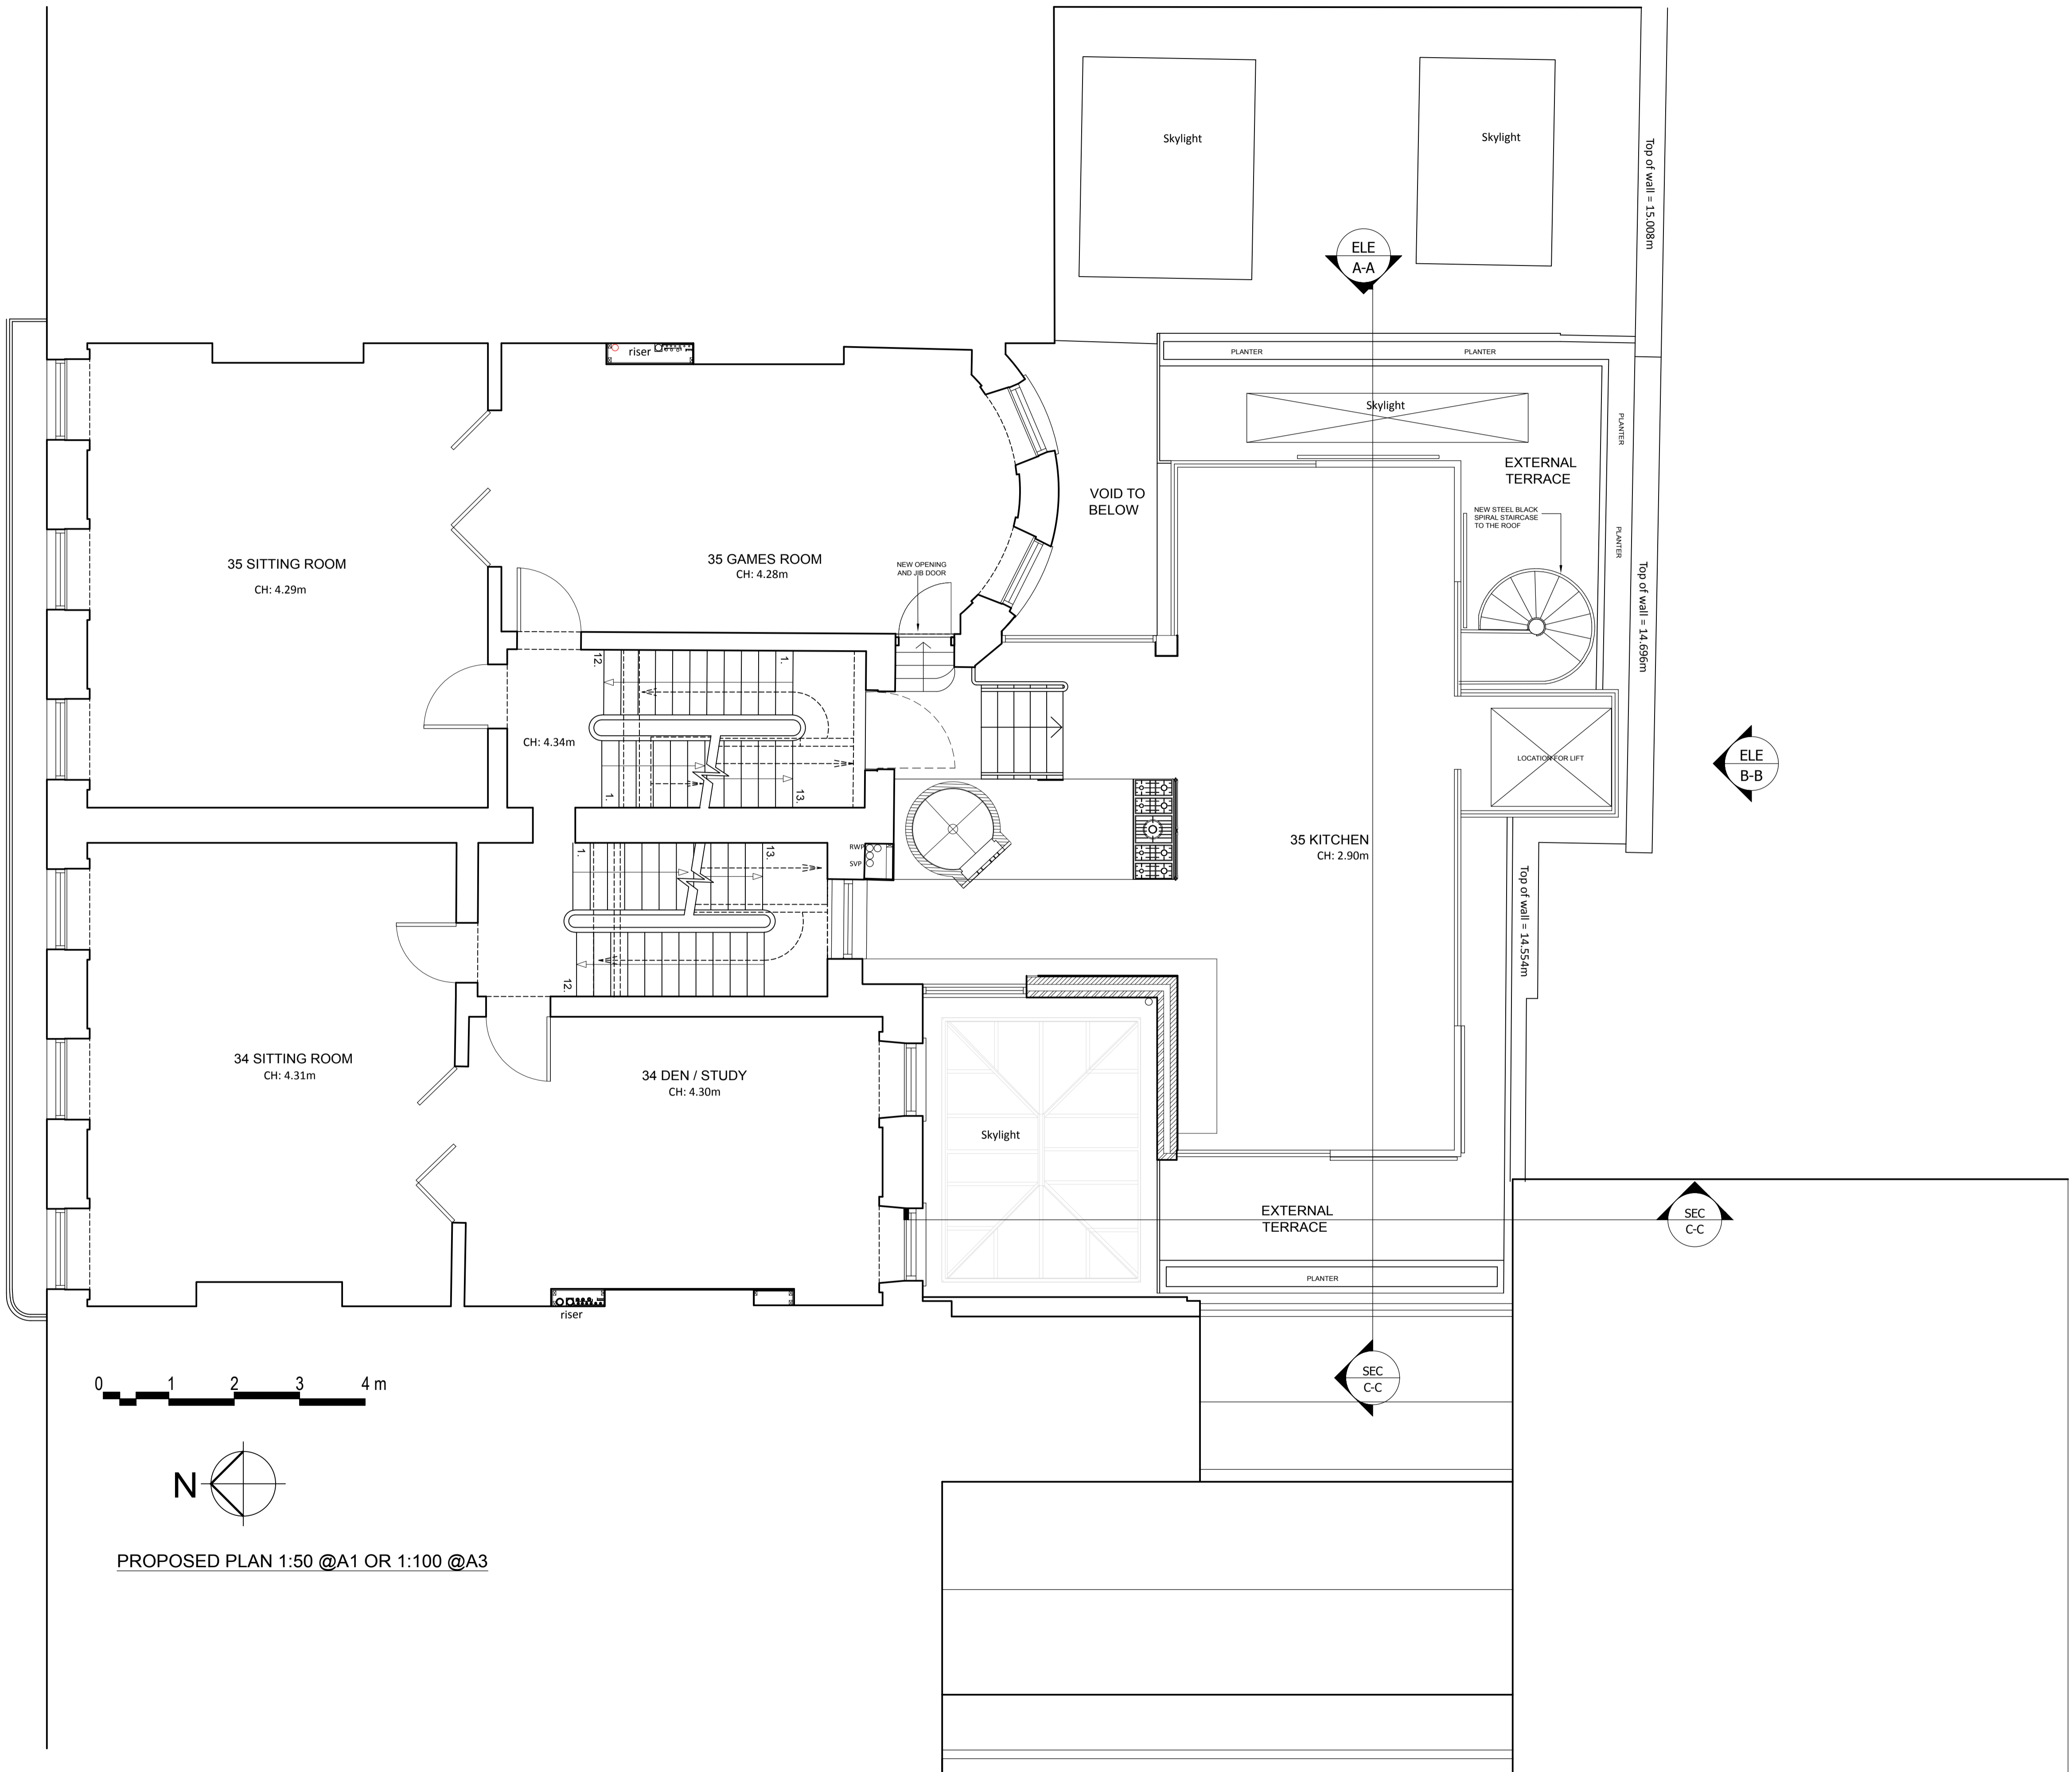 Skylight
Skylight
Top of wall = 15.008m
ELE
A-A
riser
PLANTER
PLANTER
Skylight
PLANTER
EXTERNAL
TERRACE
VOID TO
BELOW
NEW STEEL BLACK
SPIRAL STAIRCASE
TO THE ROOF
PLANTER
35 SITTING ROOM
CH: 4.29m
35 GAMES ROOM
CH: 4.28m
NEW OPENING
AND JIB DOOR
Top of wall = 14.696m
12.
1.
CH: 4.34m
1.
13.
LOCATION FOR LIFT
ELE
B-B
35 KITCHEN
CH: 2.90m
RWP
SVP
1.
13.
12.
Top of wall = 14.554m
34 SITTING ROOM
CH: 4.31m
34 DEN / STUDY
CH: 4.30m
Skylight
EXTERNAL
TERRACE
SEC
C-C
PLANTER
riser
SEC
C-C
0 1 2 3 4 m
N
PROPOSED PLAN 1:50 @A1 OR 1:100 @A3